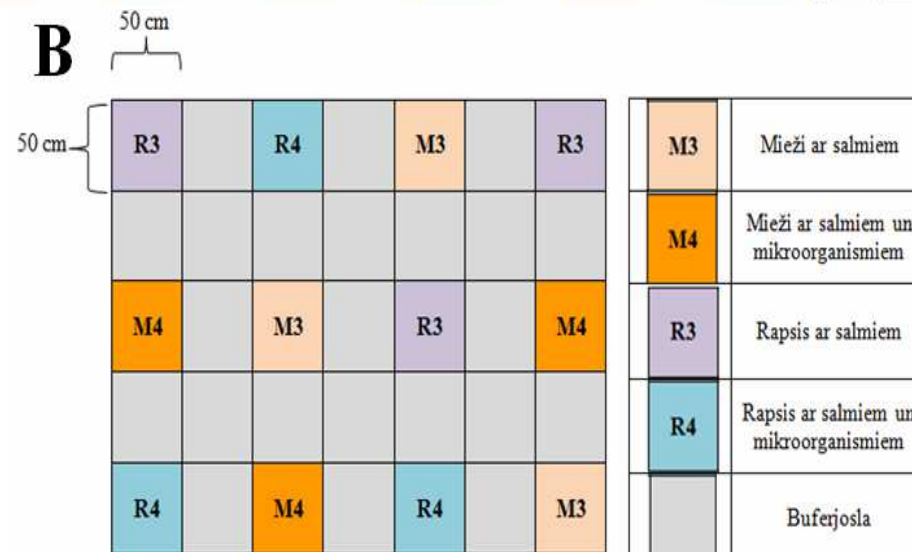 50 cm
B
50 cm
R3 R4 M3 R3
M4 M3 R3 M4
R4 M4 R4 M3
M3 Mieži ar salmiem
M4 Mieži ar salmiem un
mikroorganismiem
R3 Rapsis ar salmiem
R4 Rapsis ar salmiem un
mikroorganismiem
Buferjosla